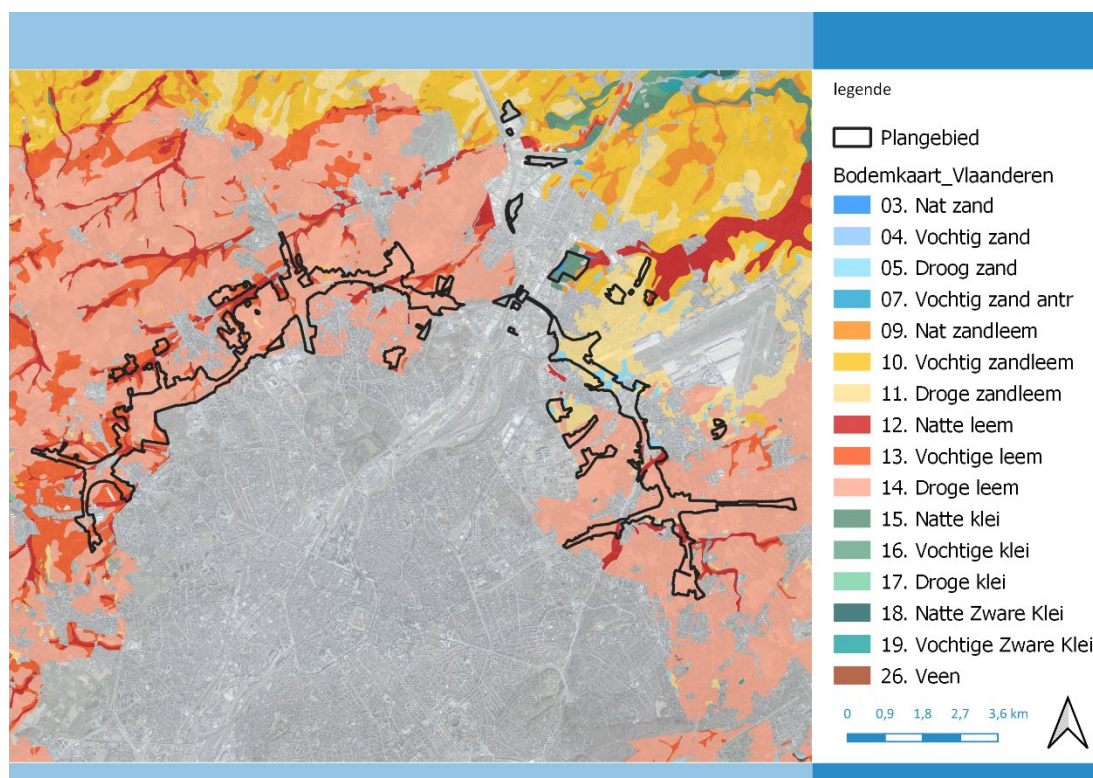 legende
Plangebied
Bodemkaart_Vlaanderen
03. Nat zand
04. Vochtig zand
05. Droog zand
07. Vochtig zand antr
09. Nat zandleem
10. Vochtig zandleem
11. Droge zandleem
12. Natte leem
13. Vochtige leem
14. Droge leem
15. Natte klei
16. Vochtige klei
17. Droge klei
18. Natte Zware Klei
19. Vochtige Zware Klei
26. Veen
0 0,9 1,8 2,7 3,6 km